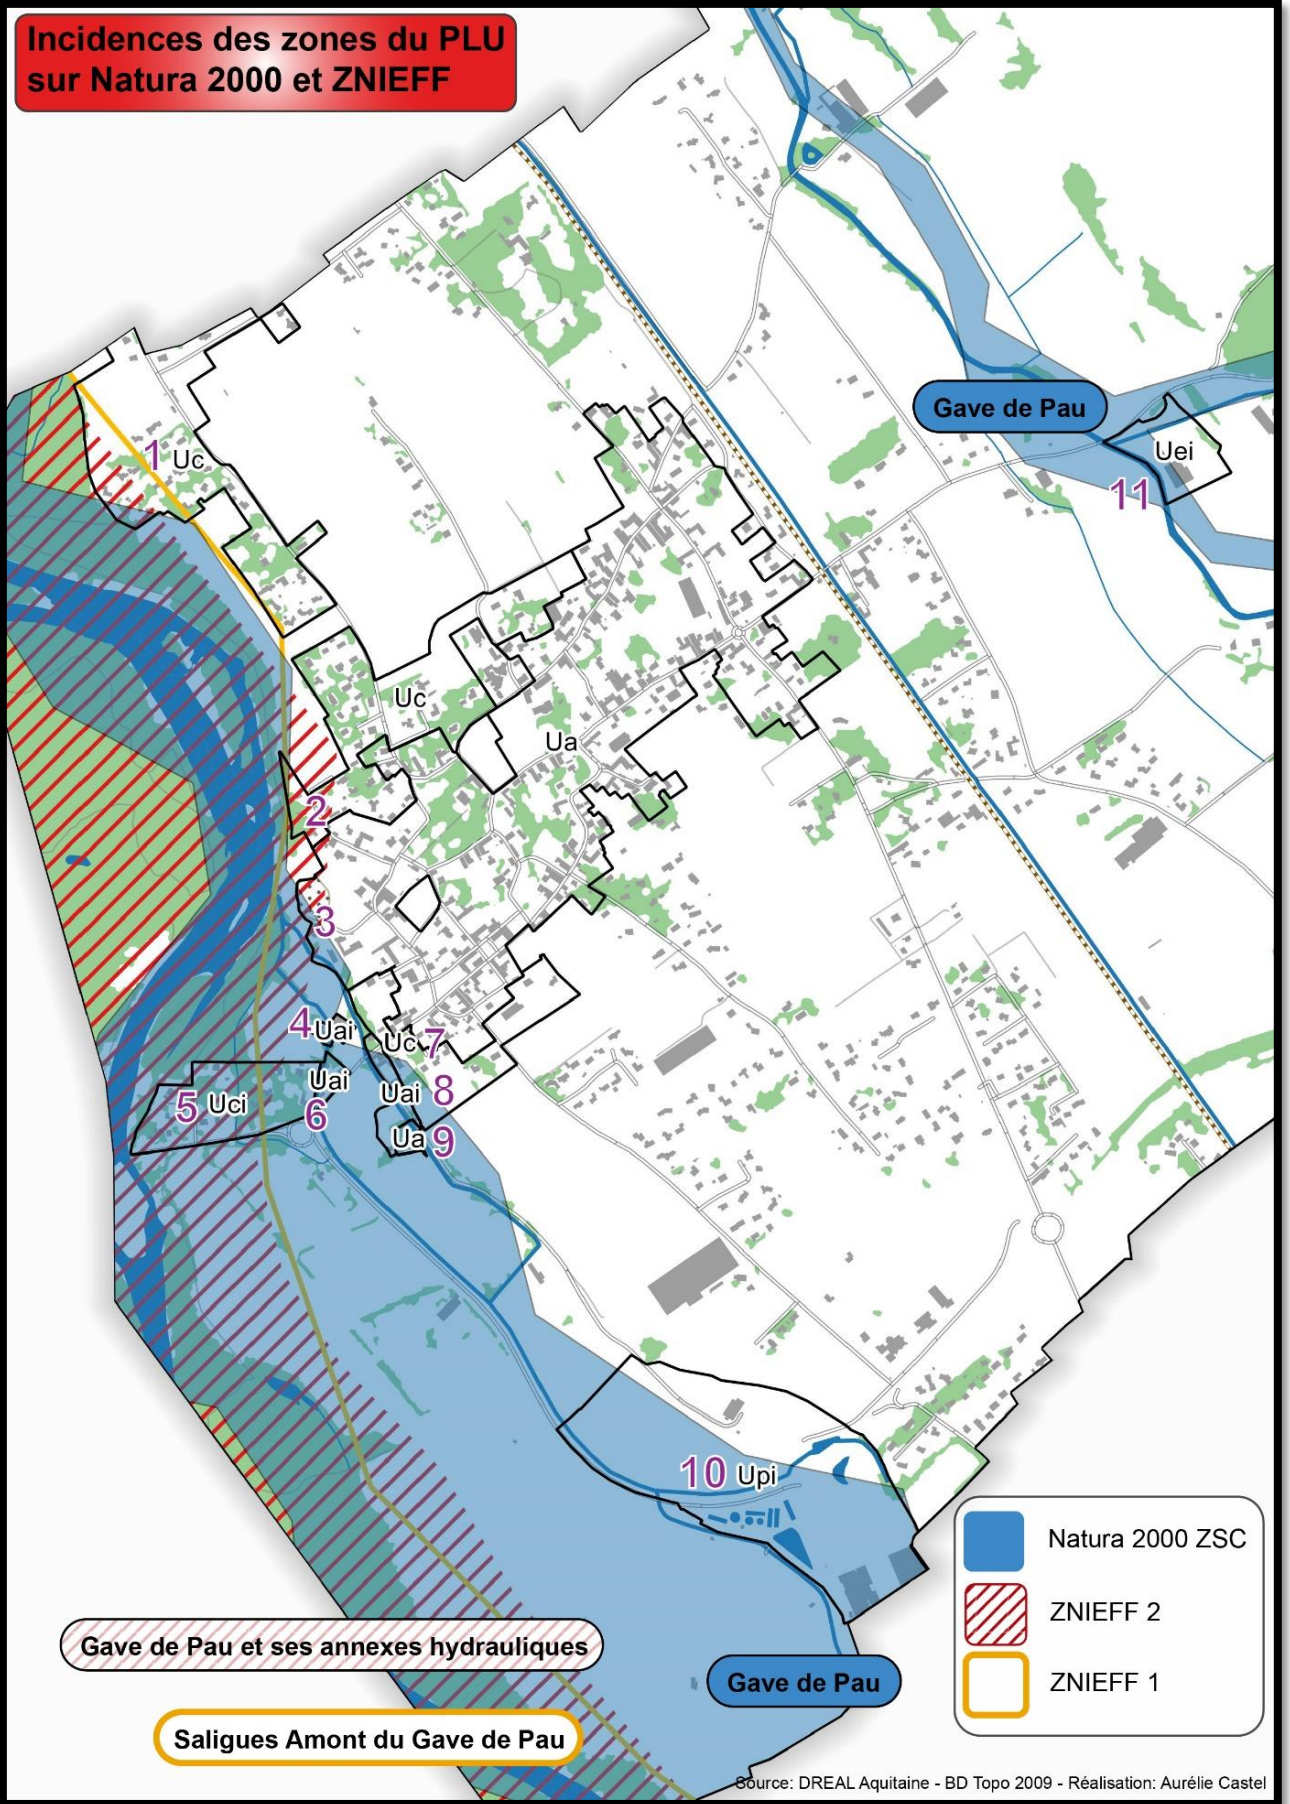 Incidences des zones du PLU
sur Natura 2000 et ZNIEFF
Gave de Pau
Uei
11
1 Uc
Uc
Ua
2
3
4 Uai
Uc 7
Uai
Uai 8
5 Uci
6
Ua 9
10 Upi
Natura 2000 ZSC
ZNIEFF 2
ZNIEFF 1
Gave de Pau et ses annexes hydrauliques
Gave de Pau
Saligues Amont du Gave de Pau
Source: DREAL Aquitaine - BD Topo 2009 - Réalisation: Aurélie Castel